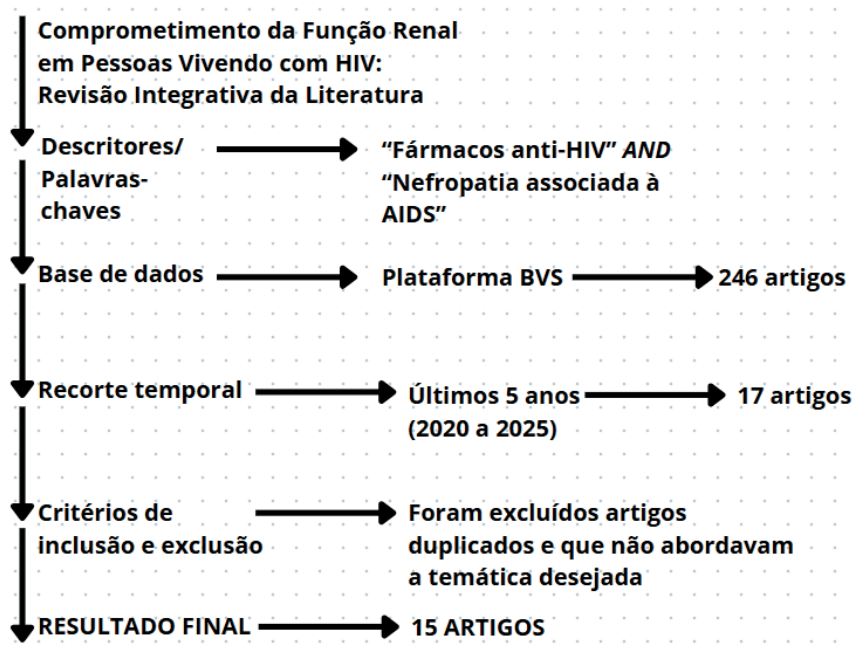 Comprometimento da Função Renal
em Pessoas Vivendo com HIV:
Revisão Integrativa da Literatura
Descritores/
Palavras-
chaves
“Fármacos anti-HIV” AND
“Nefropatia associada à
AIDS”
Base de dados
Plataforma BVS
246 artigos
Recorte temporal
Últimos 5 anos
(2020 a 2025)
17 artigos
Critérios de
inclusão e exclusão
Foram excluídos artigos
duplicados e que não abordavam
a temática desejada
RESULTADO FINAL
15 ARTIGOS